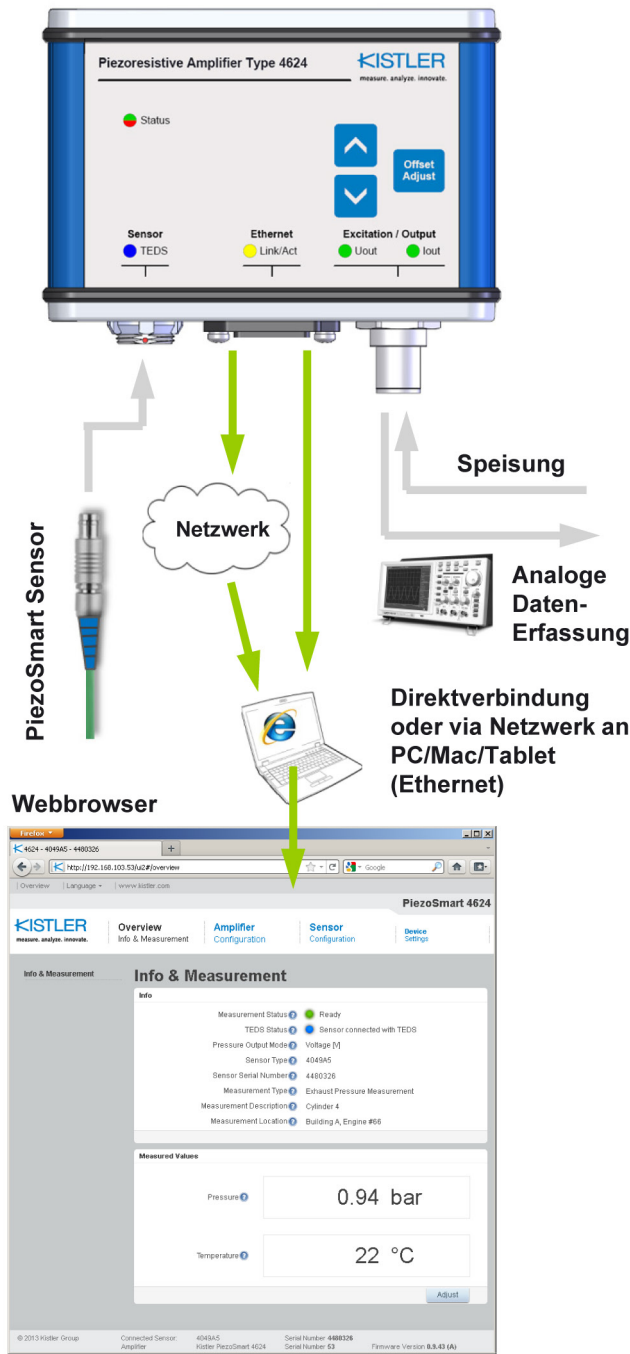 Piezoresistive Amplifier Type 4624
KISTLER
measure. analyze. innovate.
Status
Offset
Adjust
Sensor
TEDS
Ethernet
Link/Act
Excitation / Output
Uout
Iout
Speisung
Netzwerk
PiezoSmart Sensor
Analoge
Daten-
Erfassung
Direktverbindung
oder via Netzwerk an
PC/Mac/Tablet
(Ethernet)
Webbrowser
Firefox
4624 - 4049A5 - 4480326
http://192.168.103.53/ui2#/overview
Google
Overview
Language
www.kistler.com
PiezoSmart 4624
KISTLER
measure. analyze. innovate.
Overview
Info & Measurement
Amplifier
Configuration
Sensor
Configuration
Device
Settings
Info & Measurement
Info & Measurement
Info
Measurement Status ? Ready
TEDS Status ? Sensor connected with TEDS
Pressure Output Mode ? Voltage [V]
Sensor Type ? 4049A5
Sensor Serial Number ? 4480326
Measurement Type ? Exhaust Pressure Measurement
Measurement Description ? Cylinder 4
Measurement Location ? Building A, Engine #66
Measured Values
Pressure ? 0.94 bar
Temperature ? 22 °C
Adjust
© 2013 Kistler Group
Connected Sensor: 4049A5 Serial Number 4480326
Amplifier Kistler PiezoSmart 4624 Serial Number 53 Firmware Version 0.9.43 (A)